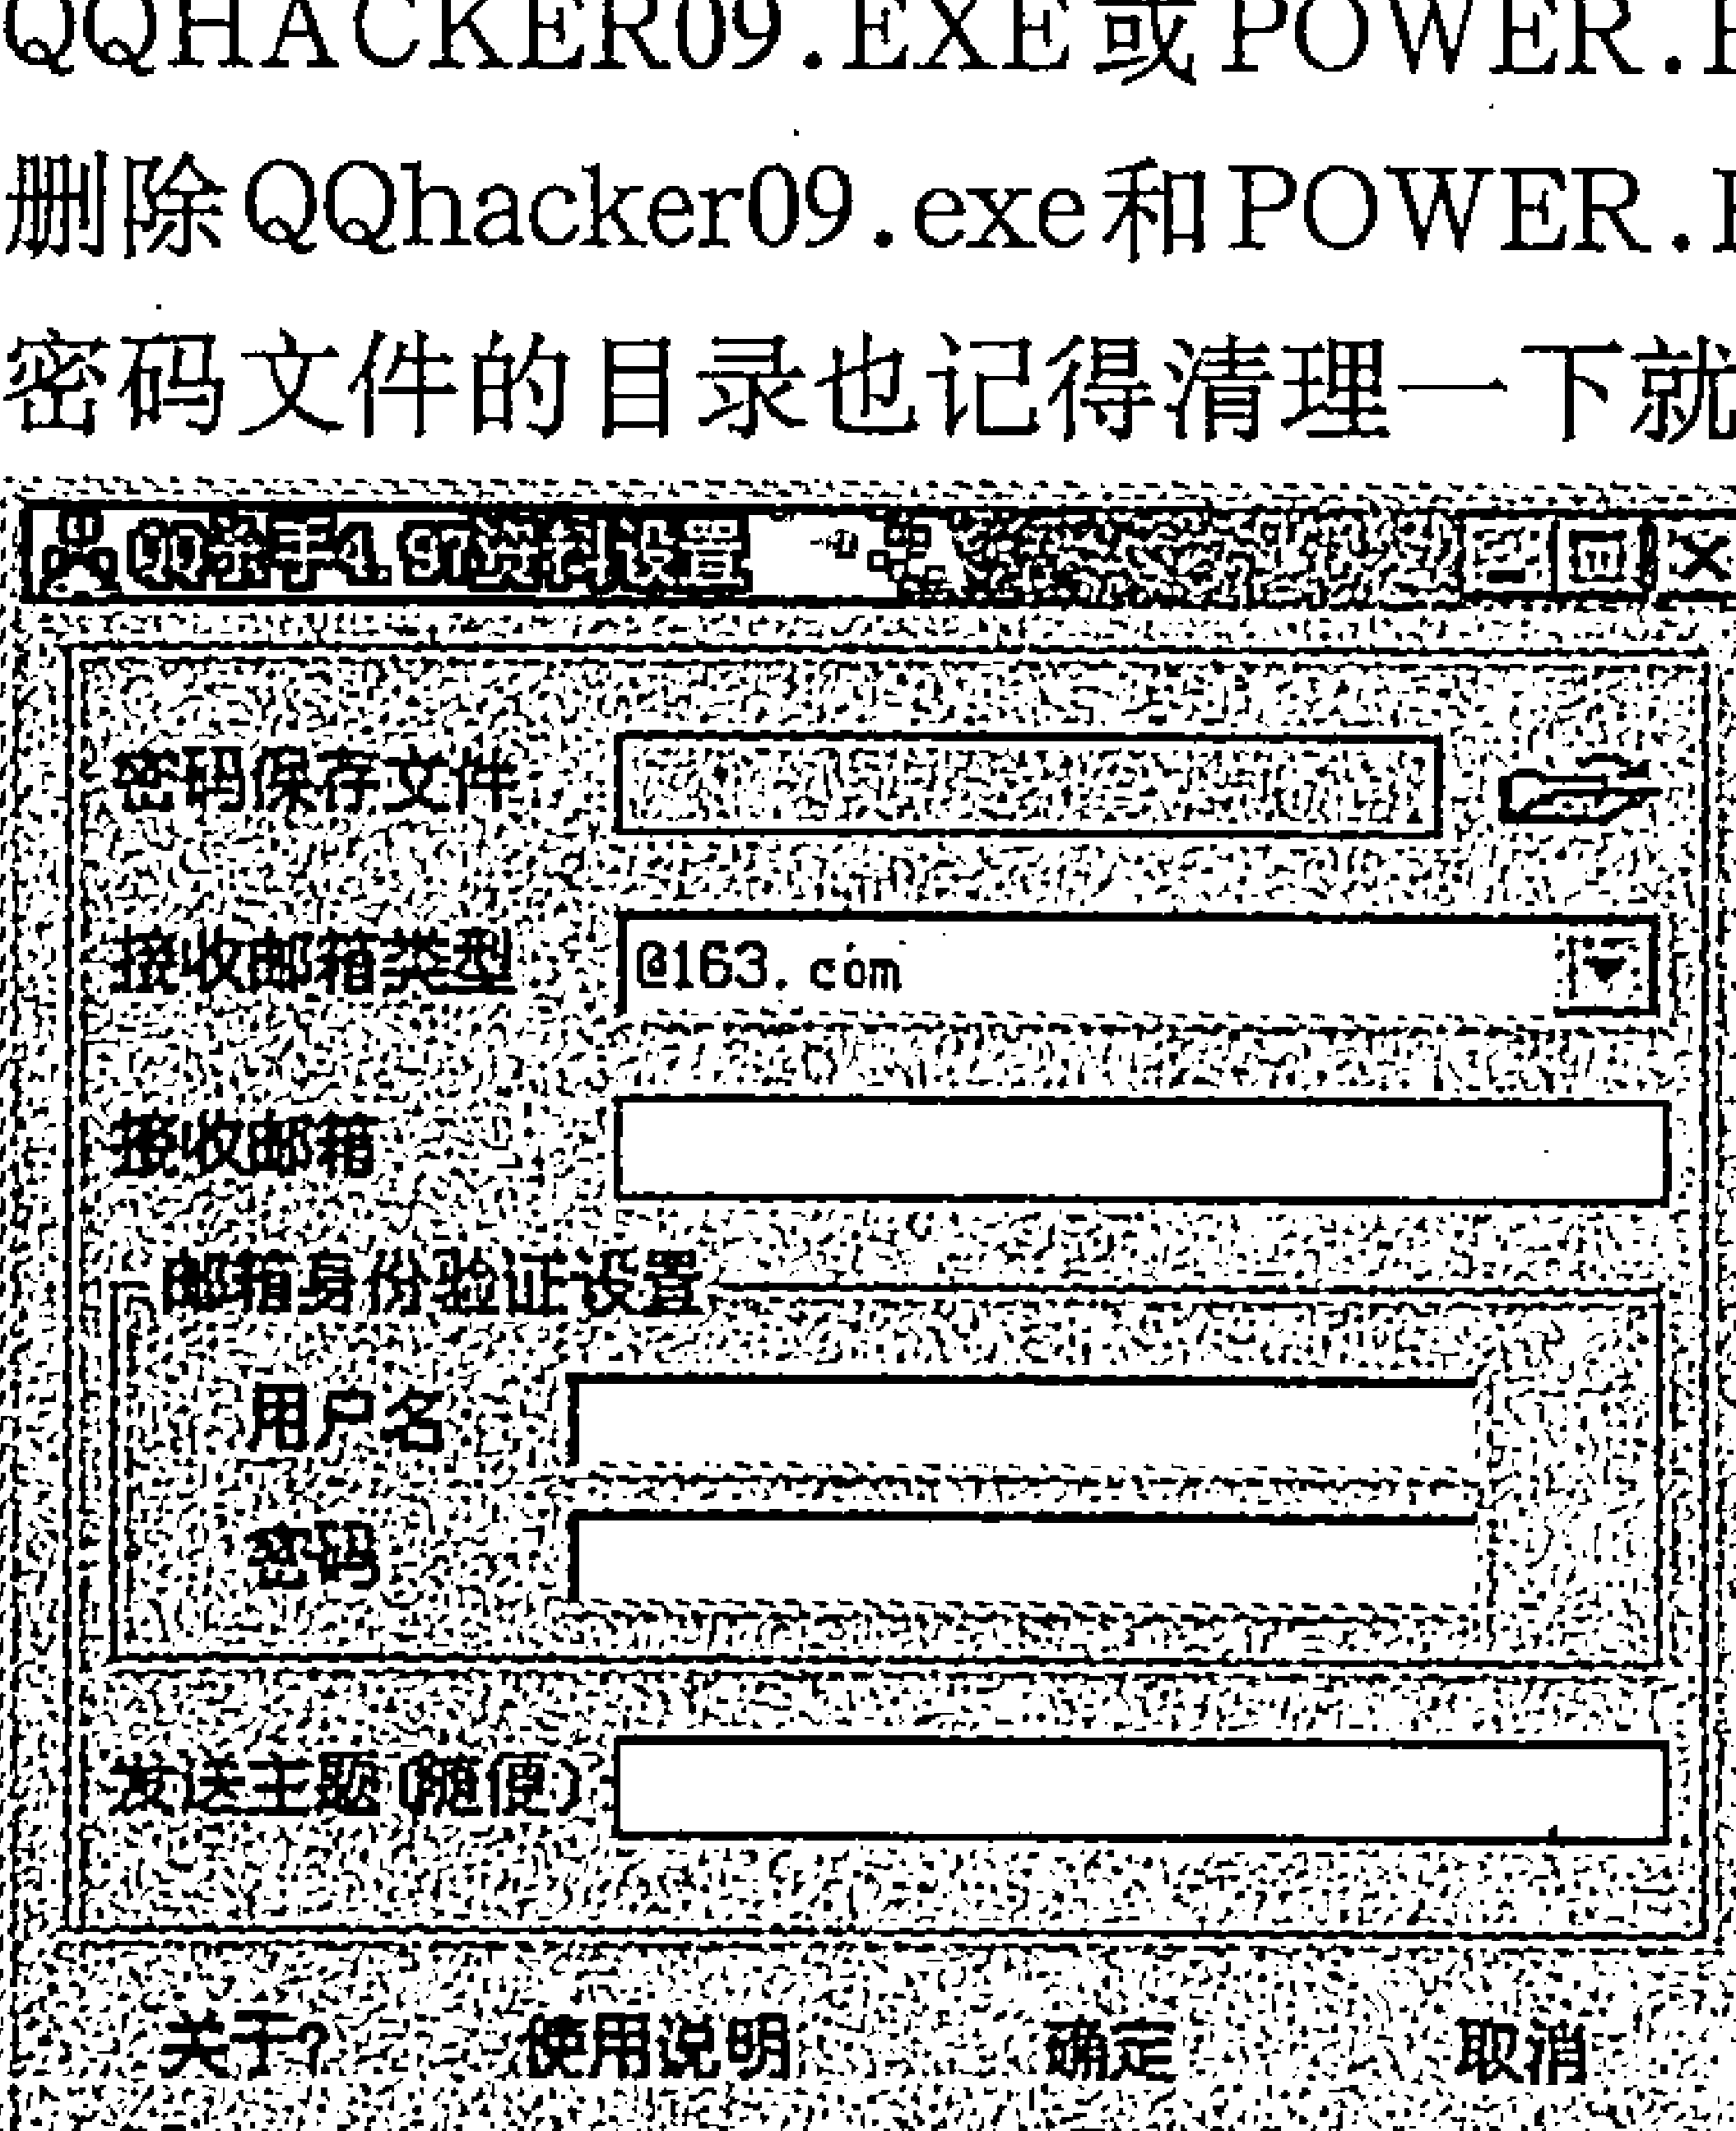 QQHACKER09.EXE或POWER.E
删除QQhacker09.exe和POWER.E
密码文件的目录也记得清理一下就
QQ杀手4.97资料设置
密码保存文件
接收邮箱类型 @163.com
接收邮箱
邮箱身份验证设置
用户名
密码
发送主题(随便)
关于? 使用说明 确定 取消